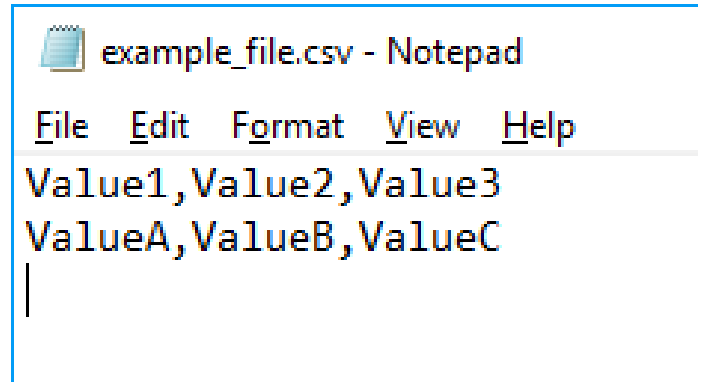 example_file.csv - Notepad
File Edit Format View Help
Value1,Value2,Value3
ValueA,ValueB,ValueC